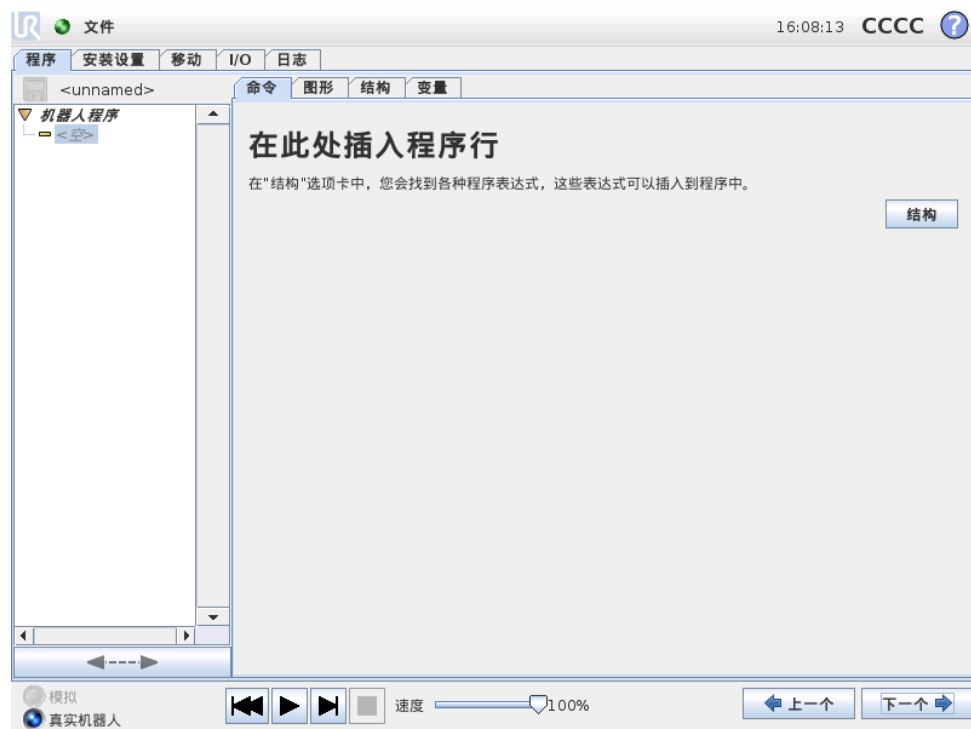 UR 文件 16:08:13 CCCC ?
程序 安装设置 移动 I/O 日志
<unnamed> 命令 图形 结构 变量
机器人程序
<空>
在此处插入程序行
在"结构"选项卡中，您会找到各种程序表达式，这些表达式可以插入到程序中。
结构
模拟
真实机器人
速度 100% 上一个 下一个